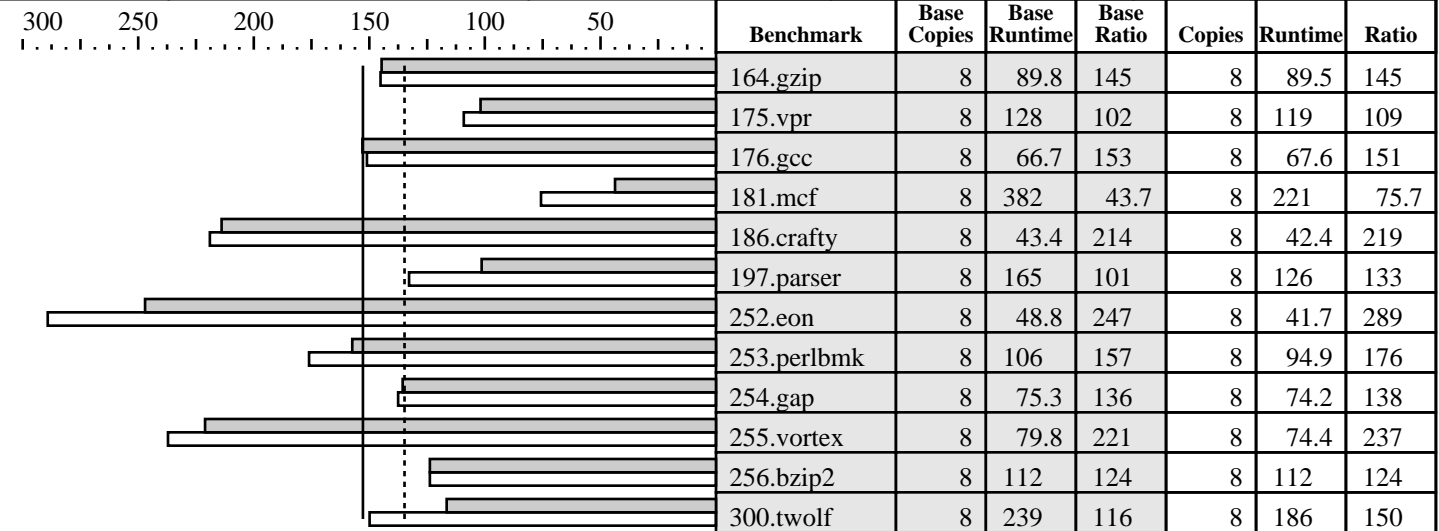 300 250 200 150 100 50
Benchmark Base Copies Base Runtime Base Ratio Copies Runtime Ratio
164.gzip 8 89.8 145 8 89.5 145
175.vpr 8 128 102 8 119 109
176.gcc 8 66.7 153 8 67.6 151
181.mcf 8 382 43.7 8 221 75.7
186.crafty 8 43.4 214 8 42.4 219
197.parser 8 165 101 8 126 133
252.eon 8 48.8 247 8 41.7 289
253.perlbmk 8 106 157 8 94.9 176
254.gap 8 75.3 136 8 74.2 138
255.vortex 8 79.8 221 8 74.4 237
256.bzip2 8 112 124 8 112 124
300.twolf 8 239 116 8 186 150